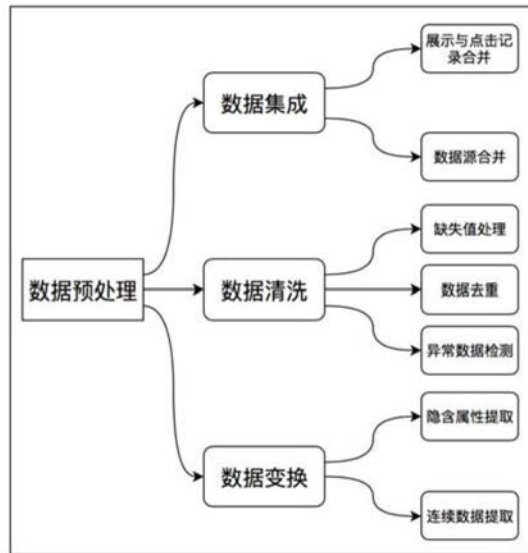 展示与点击记
录合并
数据集成
数据源合并
缺失值处理
数据预处理
数据清洗
数据去重
异常数据检测
隐含属性提取
数据变换
连续数据提取